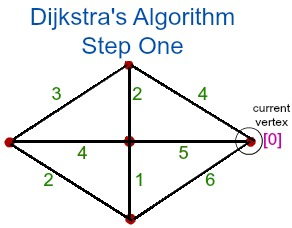 Dijkstra's Algorithm
Step One
3
2
4
current
vertex
[0]
4
5
2
1
6